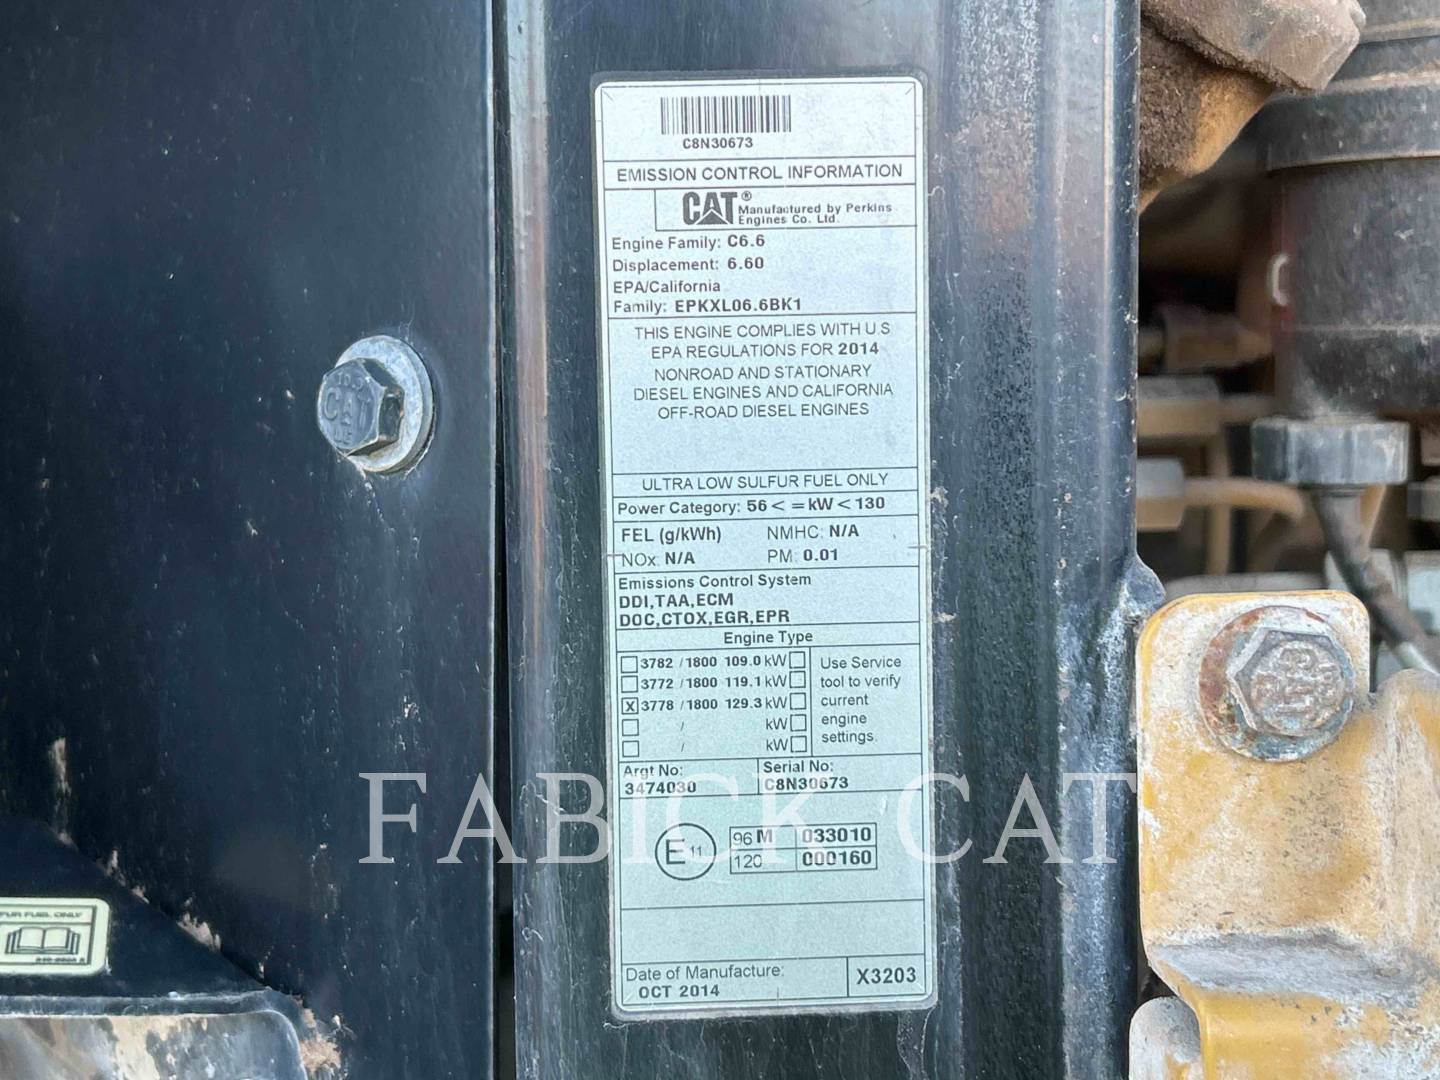 C8N30673
EMISSION CONTROL INFORMATION
CAT® Manufactured by Perkins
Engines Co. Ltd.
Engine Family: C6.6
Displacement: 6.60
EPA/California
Family: EPKXL06.6BK1
THIS ENGINE COMPLIES WITH U.S
EPA REGULATIONS FOR 2014
NONROAD AND STATIONARY
DIESEL ENGINES AND CALIFORNIA
OFF-ROAD DIESEL ENGINES
ULTRA LOW SULFUR FUEL ONLY
Power Category: 56 < = kW < 130
FEL (g/kWh) NMHC: N/A
NOx: N/A PM: 0.01
Emissions Control System
DDI,TAA,ECM
DOC,CTOX,EGR,EPR
Engine Type
3782 / 1800 109.0 kW
3772 / 1800 119.1 kW
X 3778 / 1800 129.3 kW
/ kW
/ kW
Use Service
tool to verify
current
engine
settings.
Argt No: Serial No:
3474030 C8N30673
E 11 96 M 033010
120 000160
Date of Manufacture:
OCT 2014 X3203
CAT
FUEL ONLY
FABICK CAT